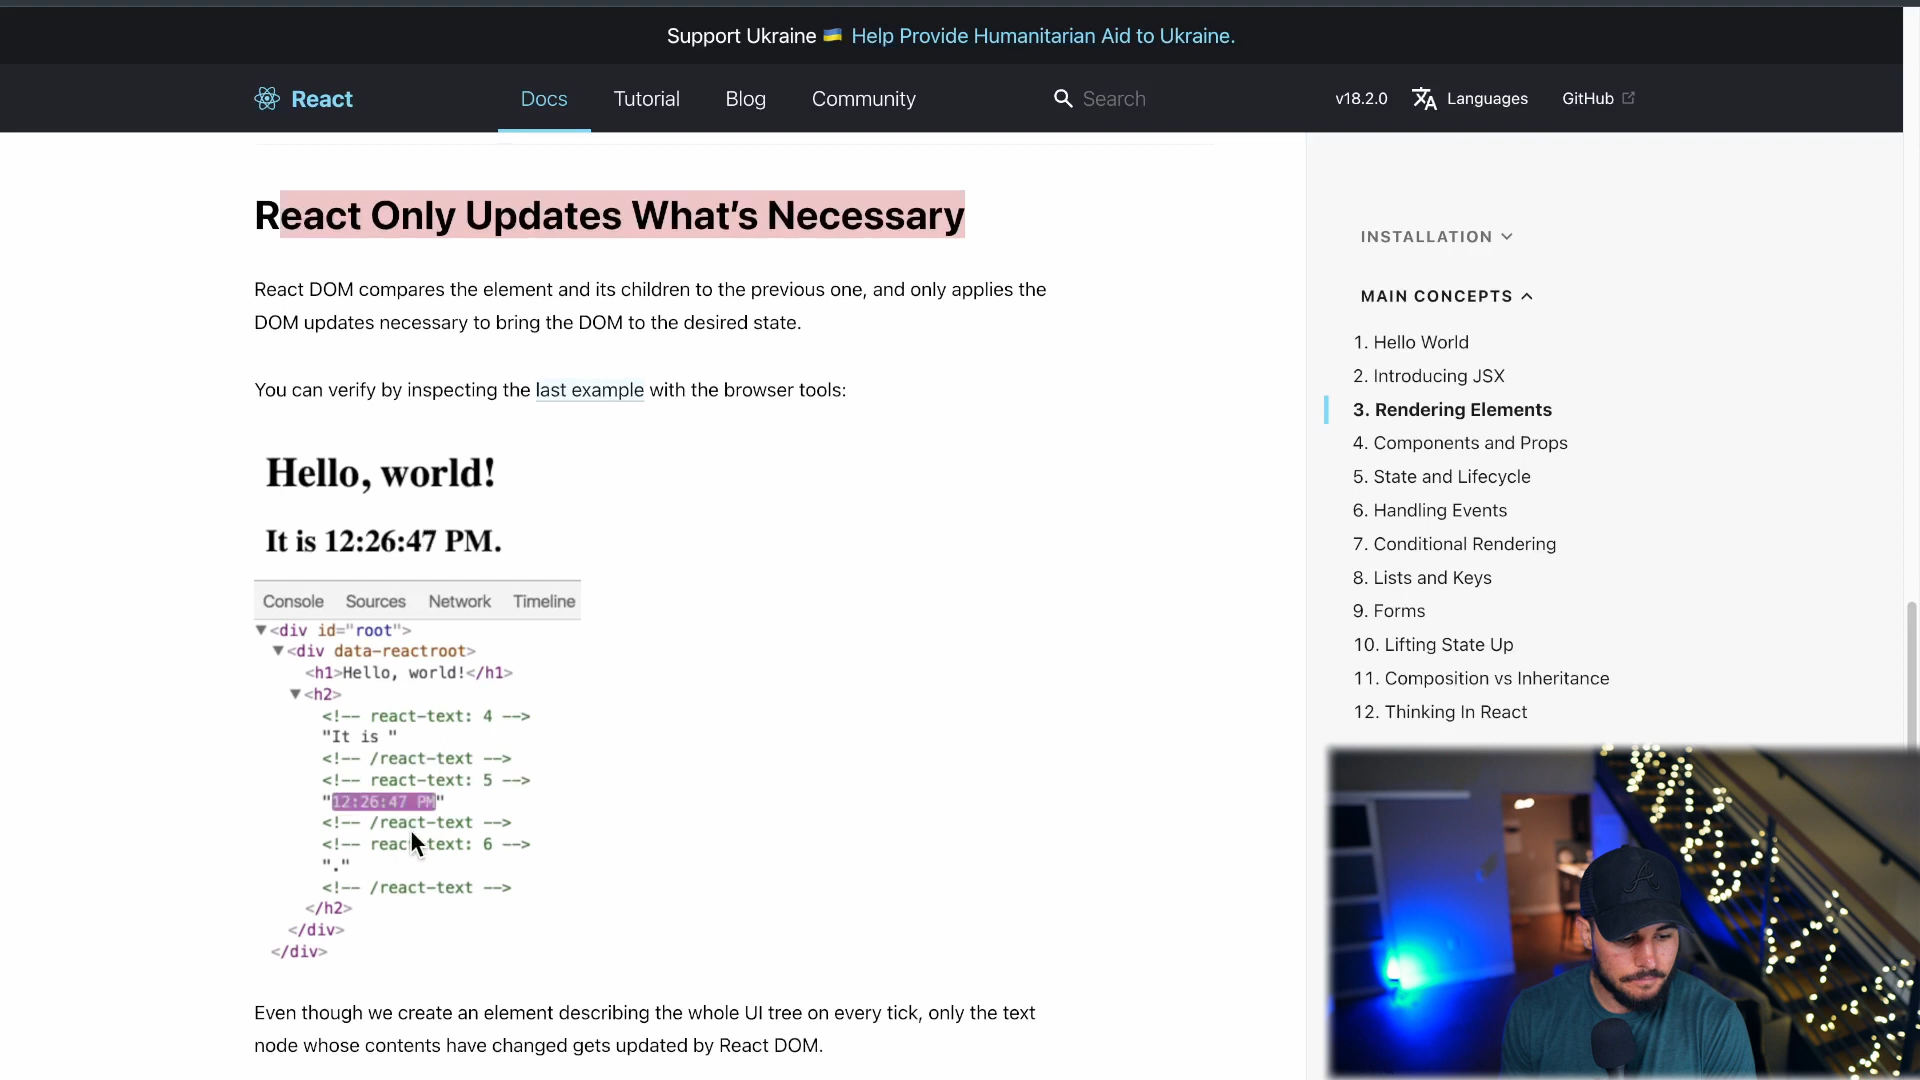 Support Ukraine 🇺🇦 Help Provide Humanitarian Aid to Ukraine.
React Docs Tutorial Blog Community Search v18.2.0 Languages GitHub
React Only Updates What's Necessary
React DOM compares the element and its children to the previous one, and only applies the
DOM updates necessary to bring the DOM to the desired state.
You can verify by inspecting the last example with the browser tools:
Hello, world!
It is 12:26:47 PM.
Console Sources Network Timeline
▼<div id="root">
▼<div data-reactroot>
<h1>Hello, world!</h1>
▼<h2>
<!-- react-text: 4 -->
"It is "
<!-- /react-text -->
<!-- react-text: 5 -->
"12:26:47 PM"
<!-- /react-text -->
<!-- react-text: 6 -->
"."
<!-- /react-text -->
</h2>
</div>
</div>
Even though we create an element describing the whole UI tree on every tick, only the text
node whose contents have changed gets updated by React DOM.
INSTALLATION
MAIN CONCEPTS
1. Hello World
2. Introducing JSX
3. Rendering Elements
4. Components and Props
5. State and Lifecycle
6. Handling Events
7. Conditional Rendering
8. Lists and Keys
9. Forms
10. Lifting State Up
11. Composition vs Inheritance
12. Thinking In React